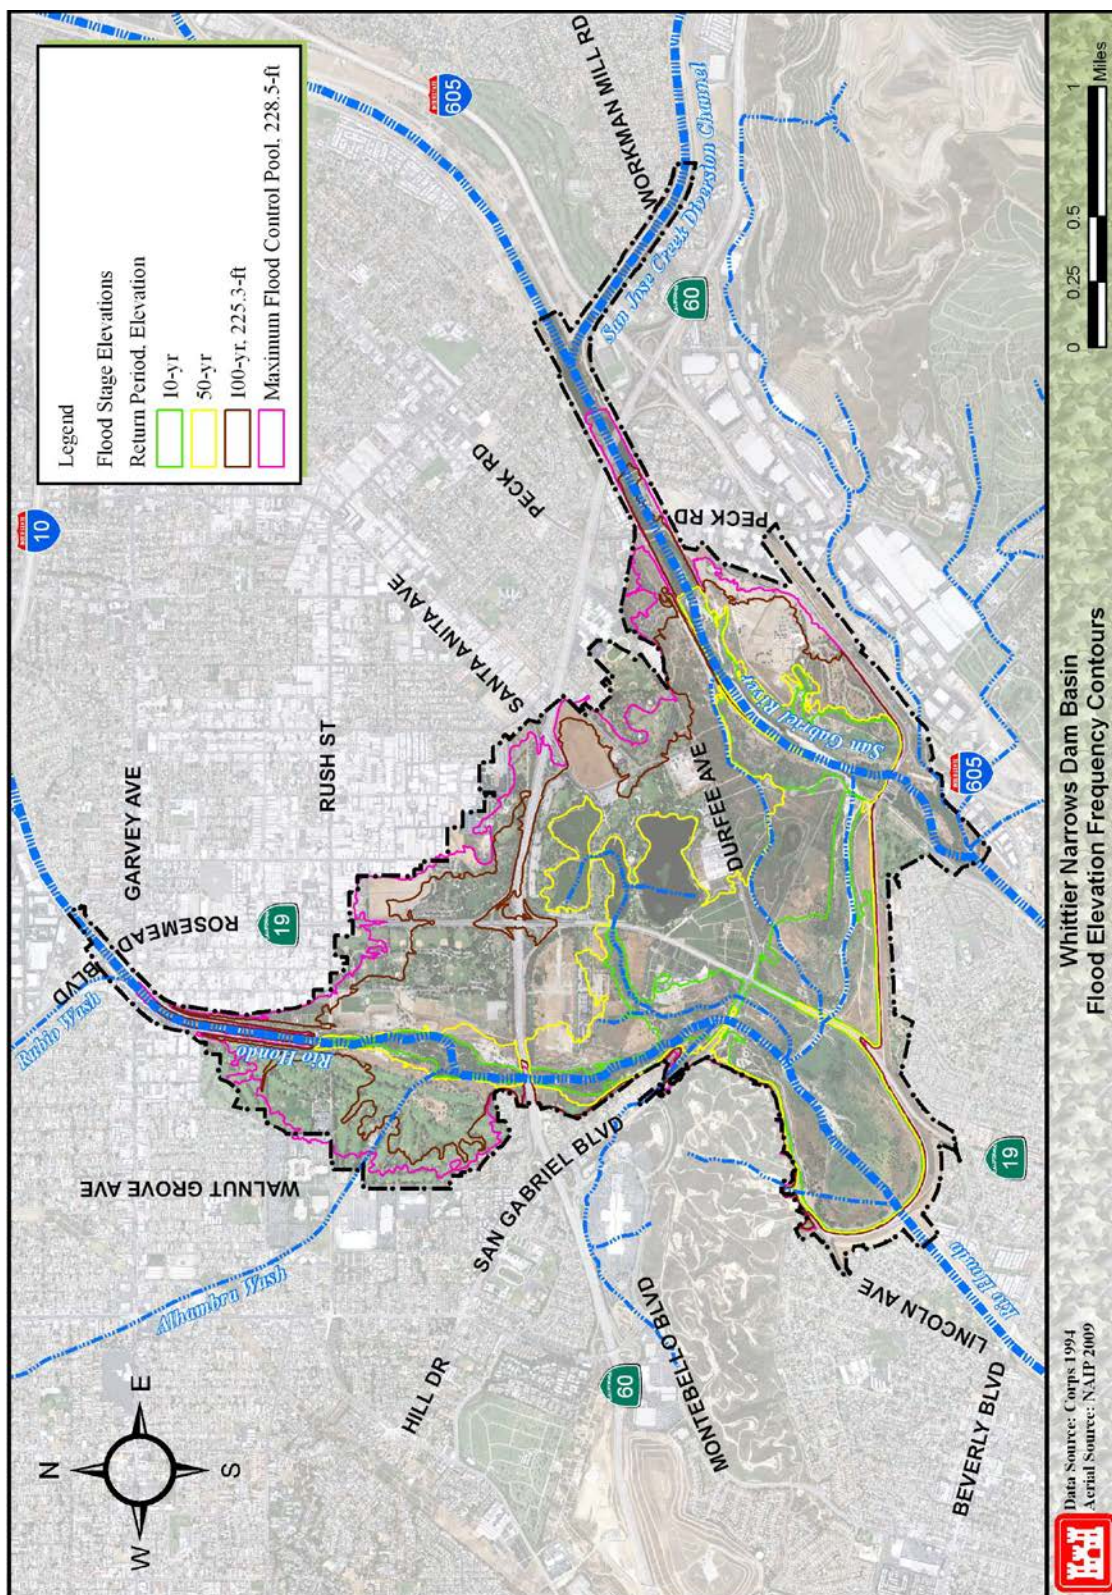 Legend
Flood Stage Elevations
Return Period, Elevation
10-yr
50-yr
100-yr, 225.3-ft
Maximum Flood Control Pool, 228.5-ft
N
W
E
S
INTERSTATE
10
INTERSTATE
605
GARVEY AVE
ROSEMEAD
BLVD
Rubio Wash
19
RUSH ST
Rio Hondo
WALNUT GROVE AVE
Alhambra Wash
SANTA ANITA AVE
PECK RD
WORKMAN MILL RD
San Jose Creek Diversion Channel
60
HILL DR
SAN GABRIEL BLVD
DURFEE AVE
PECK RD
San Gabriel River
60
MONTEBELLO BLVD
INTERSTATE
605
LINCOLN AVE
19
BEVERLY BLVD
Rio Hondo
0
0.25
0.5
1
Miles
Data Source: Corps 1994
Aerial Source: NAIP 2009
Whittier Narrows Dam Basin
Flood Elevation Frequency Contours